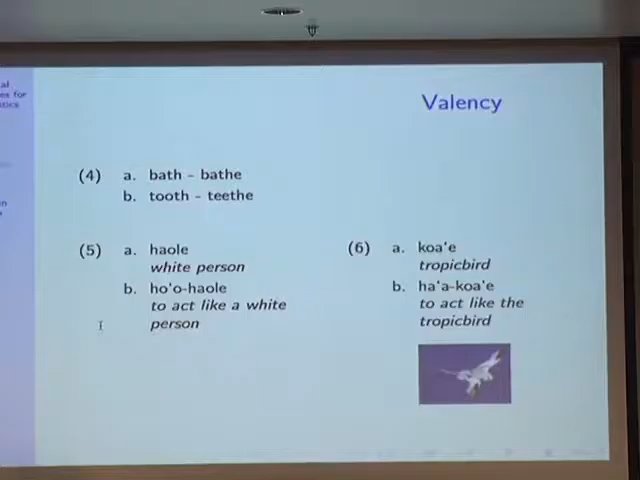 Valency
(4) a. bath – bathe
b. tooth – teethe
(5) a. haole
white person
b. ho'o-haole
to act like a white
person
(6) a. koa'e
tropicbird
b. ha'a-koa'e
to act like the
tropicbird